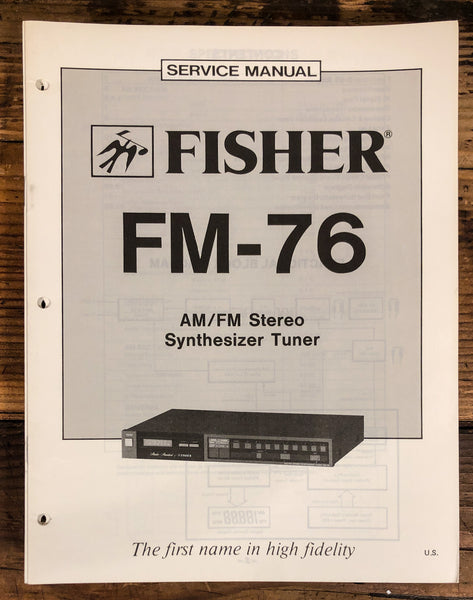 SERVICE MANUAL
FISHER®
FM-76
AM/FM Stereo
Synthesizer Tuner
The first name in high fidelity
U.S.